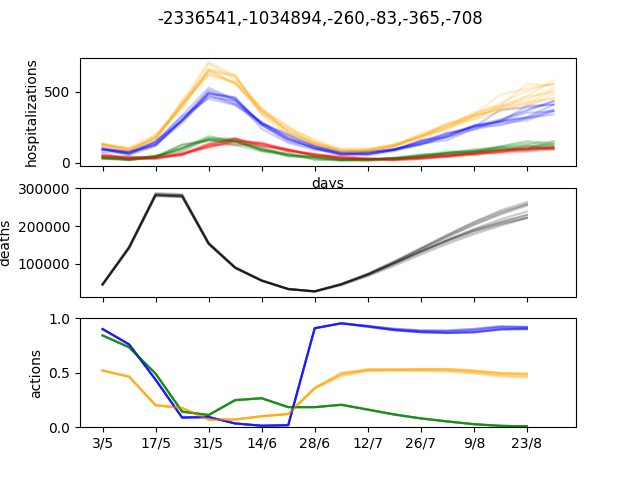 -2336541,-1034894,-260,-83,-365,-708
hospitalizations
500
0
days
deaths
300000
200000
100000
actions
1.0
0.5
0.0
3/5 17/5 31/5 14/6 28/6 12/7 26/7 9/8 23/8